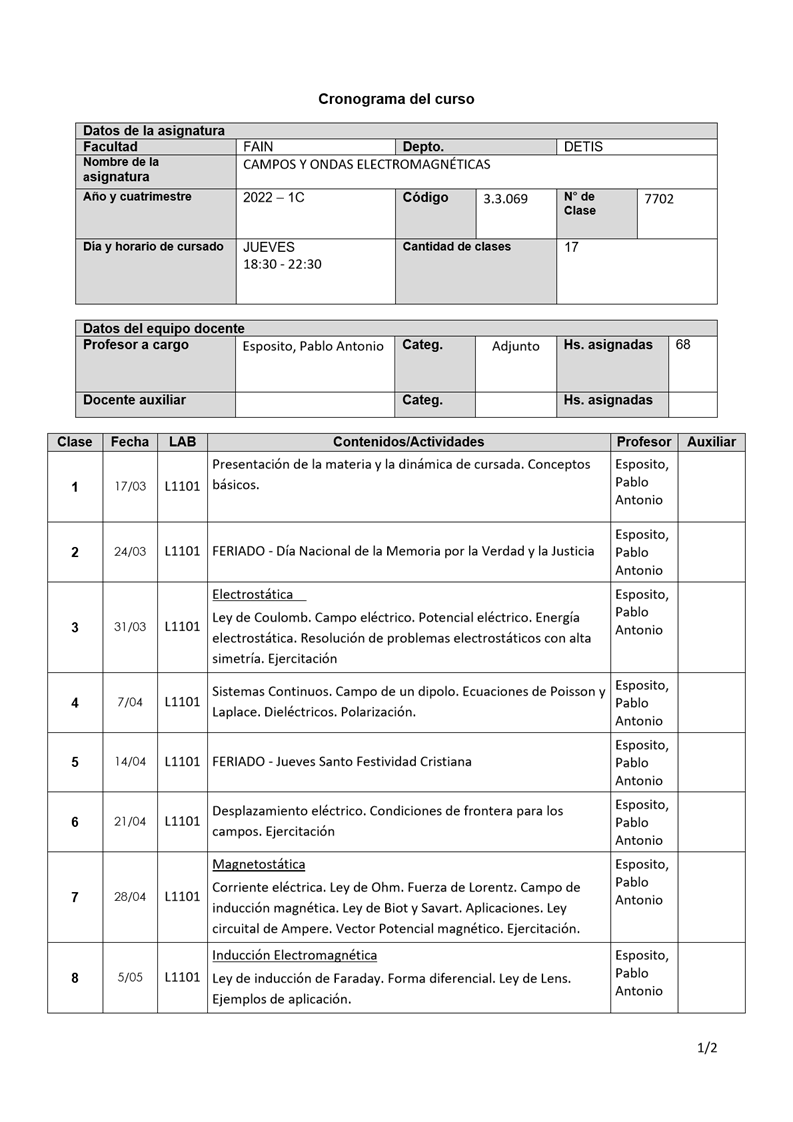 Cronograma del curso
Datos de la asignatura
Facultad FAIN Depto. DETIS
Nombre de la
asignatura
CAMPOS Y ONDAS ELECTROMAGNÉTICAS
Año y cuatrimestre 2022 – 1C Código 3.3.069 N° de
Clase
7702
Día y horario de cursado JUEVES
18:30 - 22:30
Cantidad de clases 17
Datos del equipo docente
Profesor a cargo Esposito, Pablo Antonio Categ. Adjunto Hs. asignadas 68
Docente auxiliar Categ. Hs. asignadas
Clase Fecha LAB Contenidos/Actividades Profesor Auxiliar
1 17/03 L1101
Presentación de la materia y la dinámica de cursada. Conceptos
básicos.
Esposito,
Pablo
Antonio
2 24/03 L1101 FERIADO - Día Nacional de la Memoria por la Verdad y la Justicia
Esposito,
Pablo
Antonio
3 31/03 L1101
Electrostática
Ley de Coulomb. Campo eléctrico. Potencial eléctrico. Energía
electrostática. Resolución de problemas electrostáticos con alta
simetría. Ejercitación
Esposito,
Pablo
Antonio
4 7/04 L1101
Sistemas Continuos. Campo de un dipolo. Ecuaciones de Poisson y
Laplace. Dieléctricos. Polarización.
Esposito,
Pablo
Antonio
5 14/04 L1101 FERIADO - Jueves Santo Festividad Cristiana
Esposito,
Pablo
Antonio
6 21/04 L1101
Desplazamiento eléctrico. Condiciones de frontera para los
campos. Ejercitación
Esposito,
Pablo
Antonio
7 28/04 L1101
Magnetostática
Corriente eléctrica. Ley de Ohm. Fuerza de Lorentz. Campo de
inducción magnética. Ley de Biot y Savart. Aplicaciones. Ley
circuital de Ampere. Vector Potencial magnético. Ejercitación.
Esposito,
Pablo
Antonio
8 5/05 L1101
Inducción Electromagnética
Ley de inducción de Faraday. Forma diferencial. Ley de Lens.
Ejemplos de aplicación.
Esposito,
Pablo
Antonio
1/2